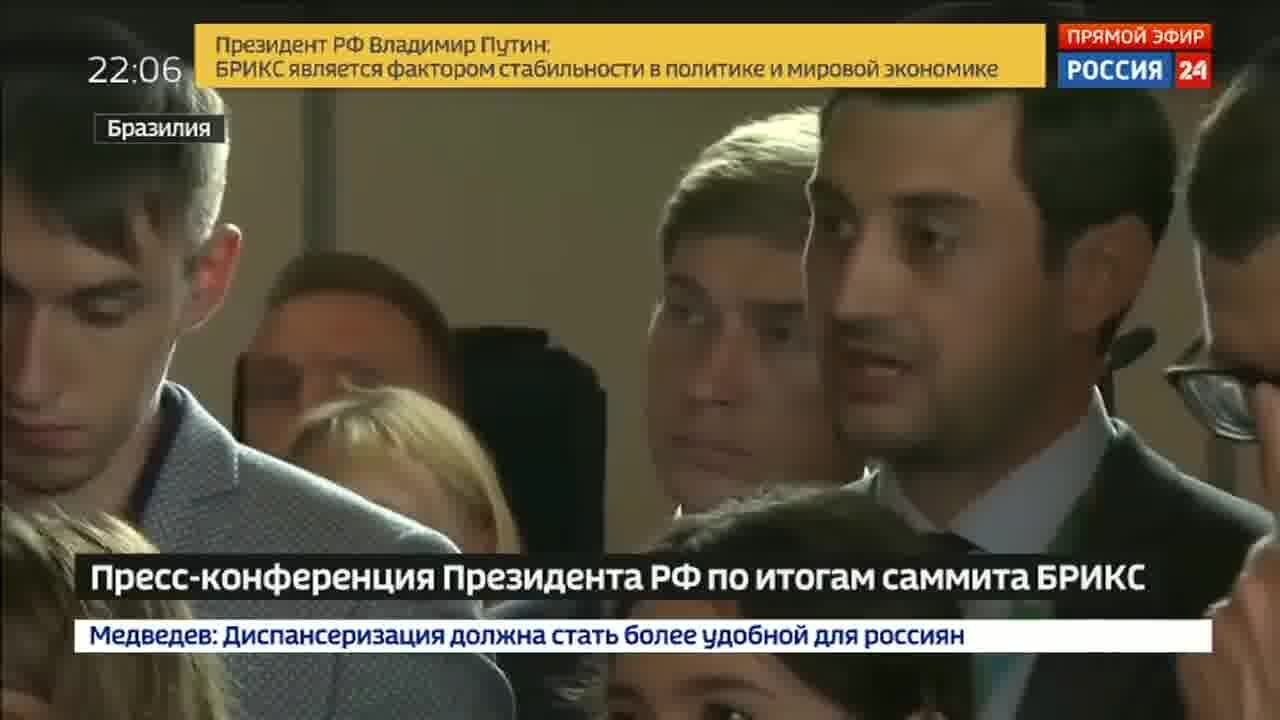 22:06
Президент РФ Владимир Путин:
БРИКС является фактором стабильности в политике и мировой экономике
ПРЯМОЙ ЭФИР
РОССИЯ 24
Бразилия
Пресс-конференция Президента РФ по итогам саммита БРИКС
Медведев: Диспансеризация должна стать более удобной для россиян